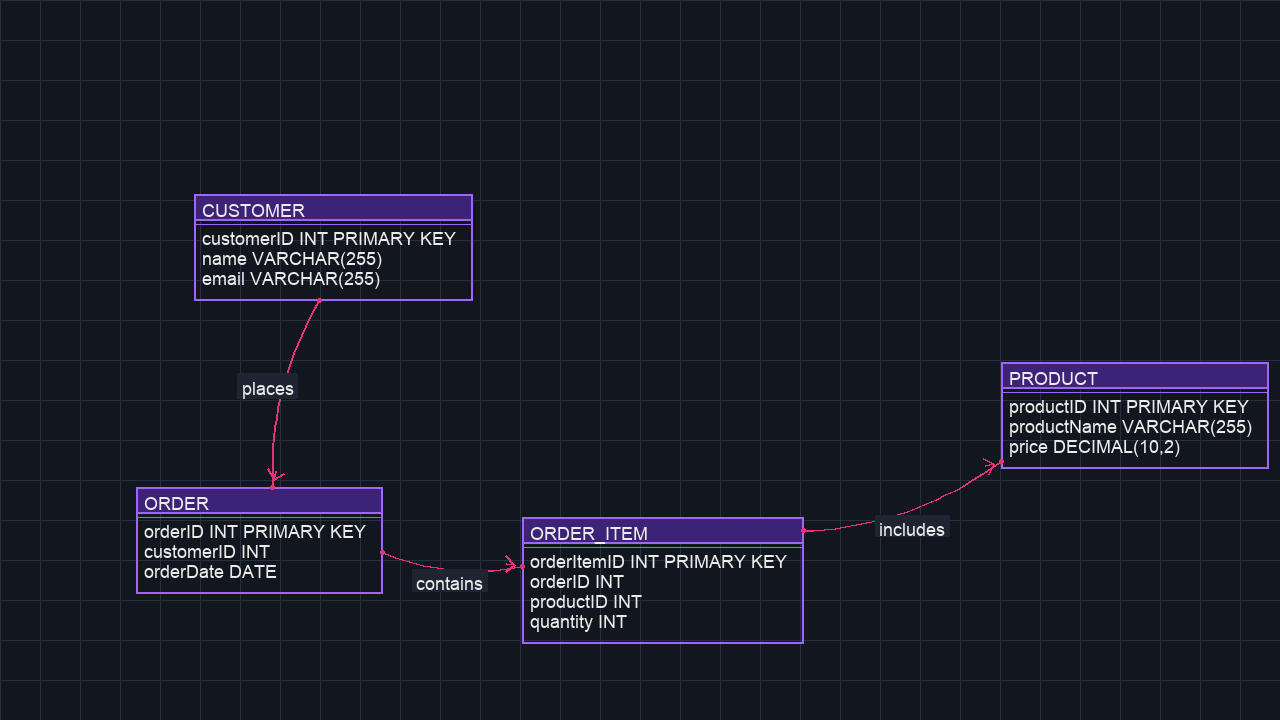 CUSTOMER
customerID INT PRIMARY KEY
name VARCHAR(255)
email VARCHAR(255)
places
ORDER
orderID INT PRIMARY KEY
customerID INT
orderDate DATE
contains
ORDER_ITEM
orderItemID INT PRIMARY KEY
orderID INT
productID INT
quantity INT
includes
PRODUCT
productID INT PRIMARY KEY
productName VARCHAR(255)
price DECIMAL(10,2)